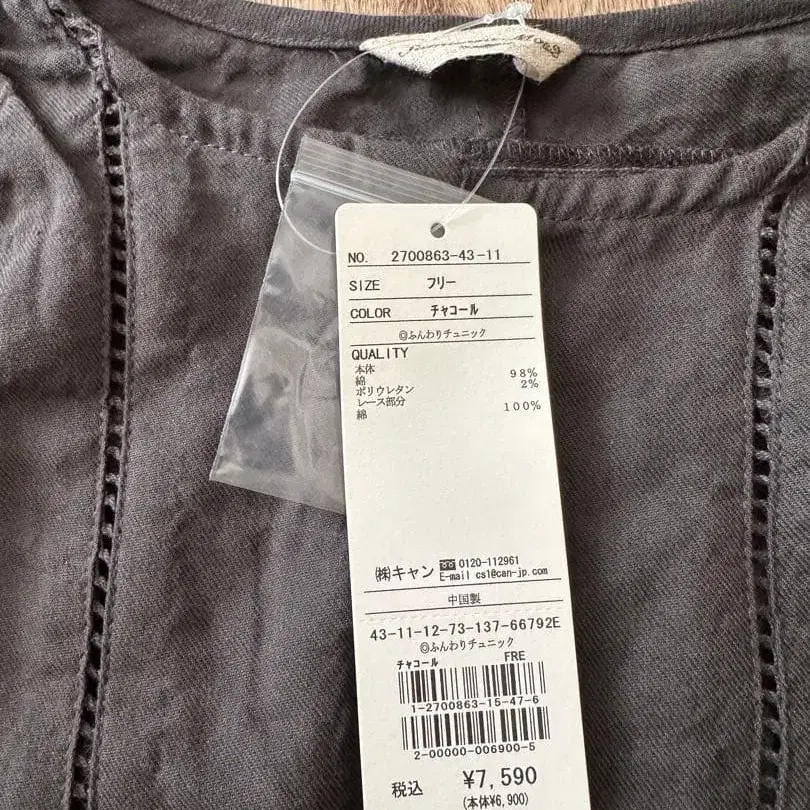 NO. 2700863-43-11
SIZE フリー
COLOR チャコール
◎ふんわりチュニック
QUALITY
本体
綿 98%
ポリウレタン 2%
レース部分
綿 100%
㈱キャン 0120-112961
E-mail cs1@can-jp.com
中国製
43-11-12-73-137-66792E
◎ふんわりチュニック
チャコール FRE
1-2700863-15-47-6
2-00000-006900-5
税込 ¥7,590
(本体¥6,900)